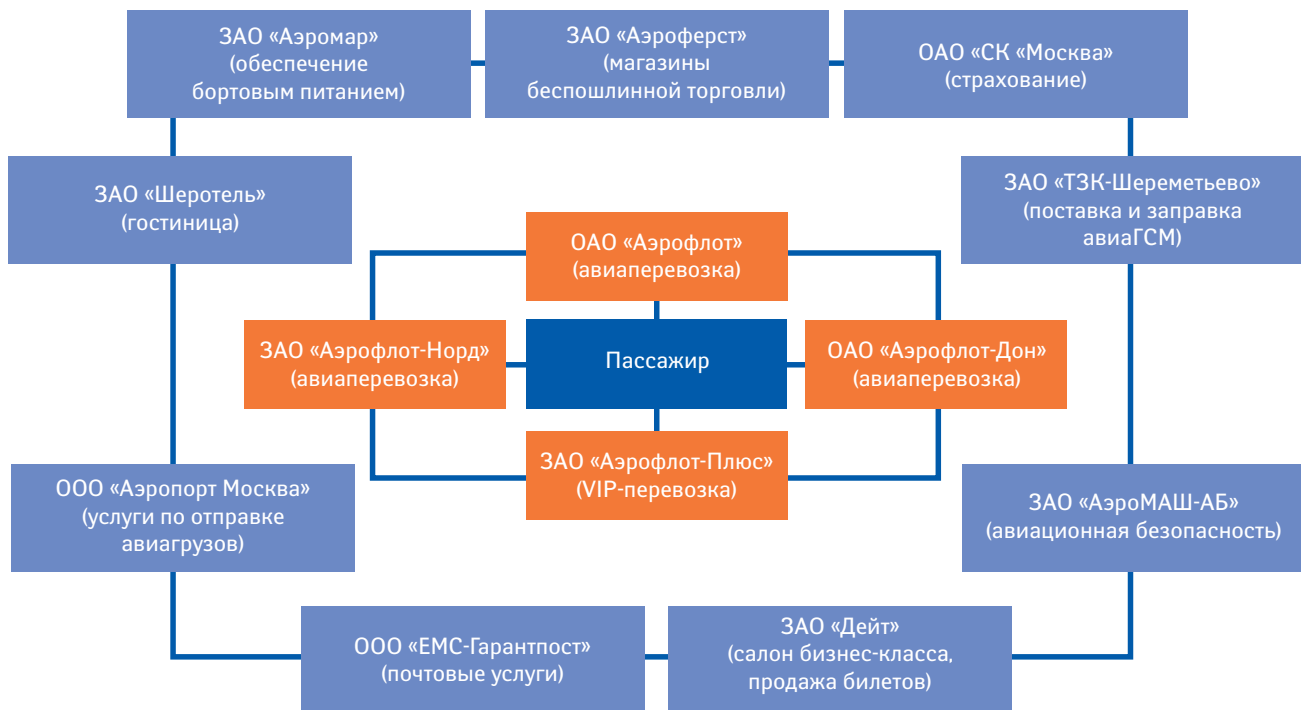 ЗАО «Аэромар»
(обеспечение
бортовым питанием)
ЗАО «Аэроферст»
(магазины
беспошлинной торговли)
ОАО «СК «Москва»
(страхование)
ЗАО «Шеротель»
(гостиница)
ЗАО «ТЗК-Шереметьево»
(поставка и заправка
авиаГСМ)
ОАО «Аэрофлот»
(авиаперевозка)
ЗАО «Аэрофлот-Норд»
(авиаперевозка)
Пассажир
ОАО «Аэрофлот-Дон»
(авиаперевозка)
ЗАО «Аэрофлот-Плюс»
(VIP-перевозка)
ООО «Аэропорт Москва»
(услуги по отправке
авиагрузов)
ЗАО «АэроМАШ-АБ»
(авиационная безопасность)
ООО «ЕМС-Гарантпост»
(почтовые услуги)
ЗАО «Дейт»
(салон бизнес-класса,
продажа билетов)